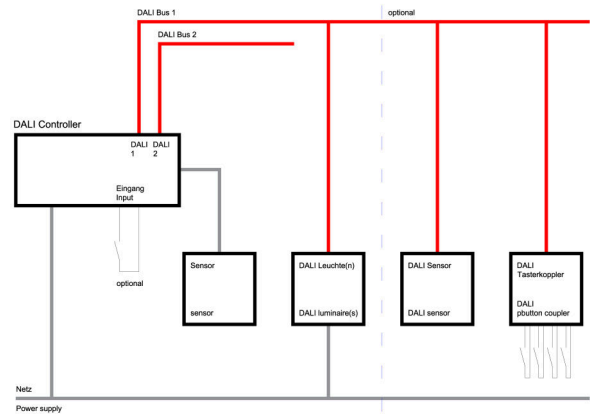 DALI Bus 1
optional
DALI Bus 2
DALI Controller
DALI DALI
1 2
Eingang
Input
optional
Sensor
sensor
DALI Leuchte(n)
DALI luminaire(s)
DALI Sensor
DALI sensor
DALI
Tasterkoppler
DALI
pbutton coupler
Netz
Power supply